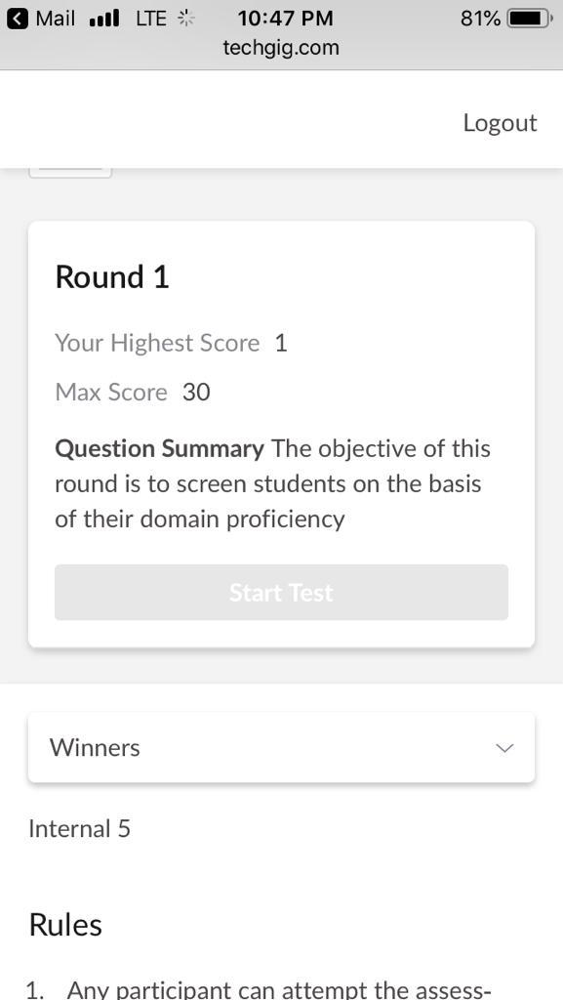 Mail LTE 10:47 PM 81%
techgig.com
Logout
Round 1
Your Highest Score 1
Max Score 30
Question Summary The objective of this
round is to screen students on the basis
of their domain proficiency
Start Test
Winners
Internal 5
Rules
1. Any participant can attempt the assess-